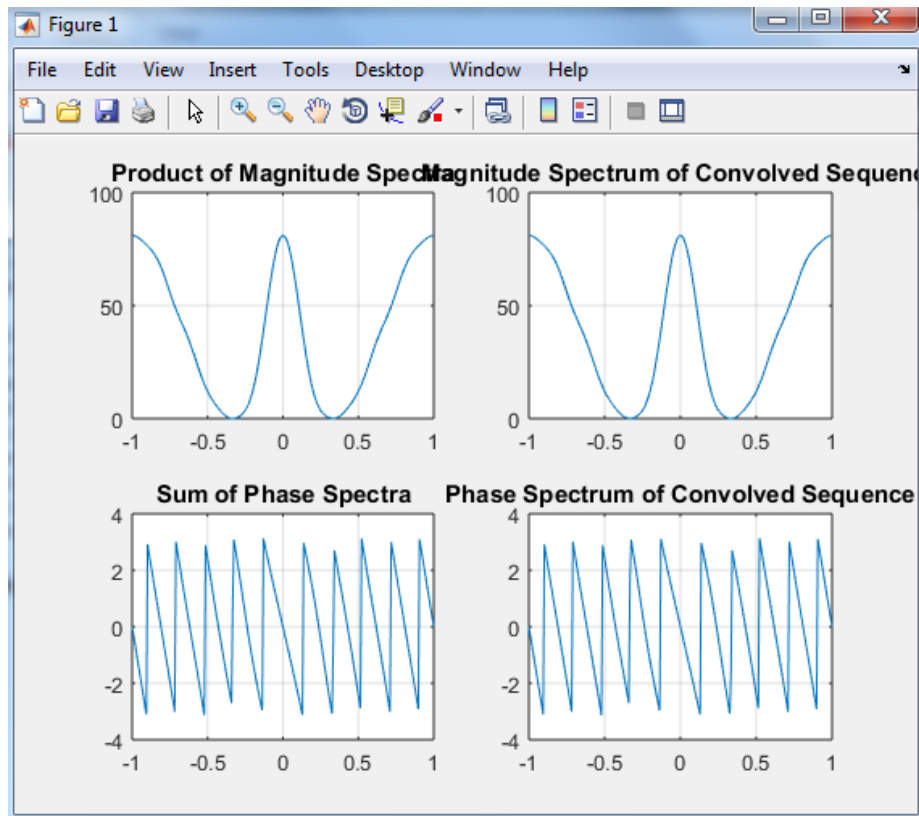 Figure 1
File Edit View Insert Tools Desktop Window Help
Product of Magnitude Spectra
Magnitude Spectrum of Convolved Sequen
100
50
0
-1 -0.5 0 0.5 1
100
50
0
-1 -0.5 0 0.5 1
Sum of Phase Spectra
Phase Spectrum of Convolved Sequence
4
2
0
-2
-4
-1 -0.5 0 0.5 1
4
2
0
-2
-4
-1 -0.5 0 0.5 1